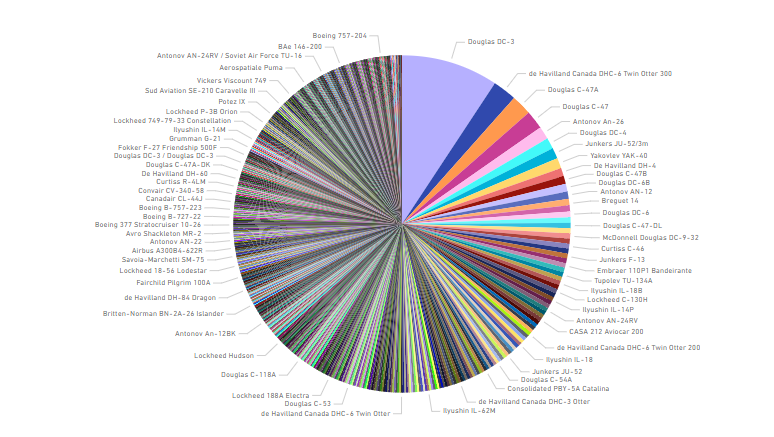 Boeing 757-204
BAe 146-200
Antonov AN-24RV / Soviet Air Force TU-16
Aerospatiale Puma
Vickers Viscount 749
Sud Aviation SE-210 Caravelle III
Potez IX
Lockheed P-3B Orion
Lockheed 749-79-33 Constellation
Ilyushin IL-14M
Grumman G-21
Fokker F-27 Friendship 500F
Douglas DC-3 / Douglas DC-3
Douglas C-47A-DK
De Havilland DH-60
Curtiss R-4LM
Convair CV-340-58
Canadair CL-44J
Boeing B-757-223
Boeing B-727-22
Boeing 377 Stratocruiser 10-26
Avro Shackleton MR-2
Antonov AN-22
Airbus A300B4-622R
Savoia-Marchetti SM-75
Lockheed 18-56 Lodestar
Fairchild Pilgrim 100A
de Havilland DH-84 Dragon
Britten-Norman BN-2A-26 Islander
Antonov An-12BK
Lockheed Hudson
Douglas C-118A
Lockheed 188A Electra
Douglas C-53
de Havilland Canada DHC-6 Twin Otter
Douglas DC-3
de Havilland Canada DHC-6 Twin Otter 300
Douglas C-47A
Douglas C-47
Antonov An-26
Douglas DC-4
Junkers JU-52/3m
Yakovlev YAK-40
De Havilland DH-4
Douglas C-47B
Douglas DC-6B
Antonov AN-12
Breguet 14
Douglas DC-6
Douglas C-47-DL
McDonnell Douglas DC-9-32
Curtiss C-46
Junkers F-13
Embraer 110P1 Bandeirante
Tupolev TU-134A
Ilyushin IL-18B
Lockheed C-130H
Ilyushin IL-14P
Antonov AN-24RV
CASA 212 Aviocar 200
de Havilland Canada DHC-6 Twin Otter 200
Ilyushin IL-18
Junkers JU-52
Douglas C-54A
Consolidated PBY-5A Catalina
de Havilland Canada DHC-3 Otter
Ilyushin IL-62M